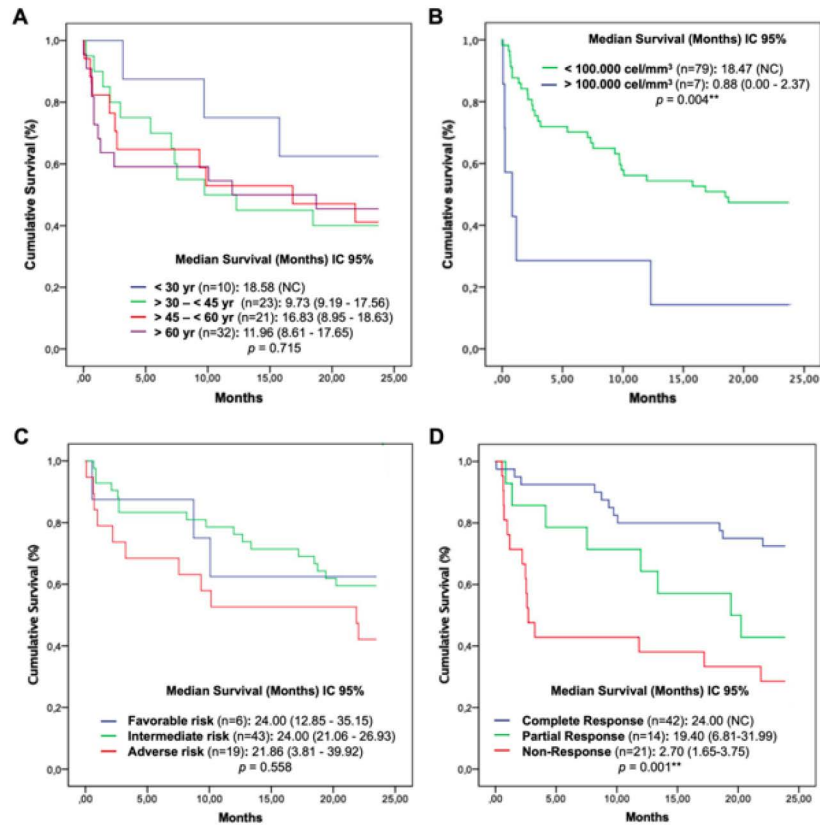 A
Cumulative Survival (%)
1,0
0,8
0,6
0,4
0,2
0,0
Median Survival (Months) IC 95%
< 30 yr (n=10): 18.58 (NC)
> 30 – < 45 yr (n=23): 9.73 (9.19 - 17.56)
> 45 – < 60 yr (n=21): 16.83 (8.95 - 18.63)
> 60 yr (n=32): 11.96 (8.61 - 17.65)
p = 0.715
,00 5,00 10,00 15,00 20,00 25,00
Months
B
Cumulative survival (%)
1,0
0,8
0,6
0,4
0,2
0,0
Median Survival (Months) IC 95%
< 100.000 cel/mm³ (n=79): 18.47 (NC)
> 100.000 cel/mm³ (n=7): 0.88 (0.00 - 2.37)
p = 0.004**
,00 5,00 10,00 15,00 20,00 25,00
Months
C
Cumulative Survival (%)
1,0
0,8
0,6
0,4
0,2
0,0
Median Survival (Months) IC 95%
Favorable risk (n=6): 24.00 (12.85 - 35.15)
Intermediate risk (n=43): 24.00 (21.06 - 26.93)
Adverse risk (n=19): 21.86 (3.81 - 39.92)
p = 0.558
,00 5,00 10,00 15,00 20,00 25,00
Months
D
Cumulative Survival (%)
1,0
0,8
0,6
0,4
0,2
0,0
Median Survival (Months) IC 95%
Complete Response (n=42): 24.00 (NC)
Partial Response (n=14): 19.40 (6.81-31.99)
Non-Response (n=21): 2.70 (1.65-3.75)
p = 0.001**
,00 5,00 10,00 15,00 20,00 25,00
Months